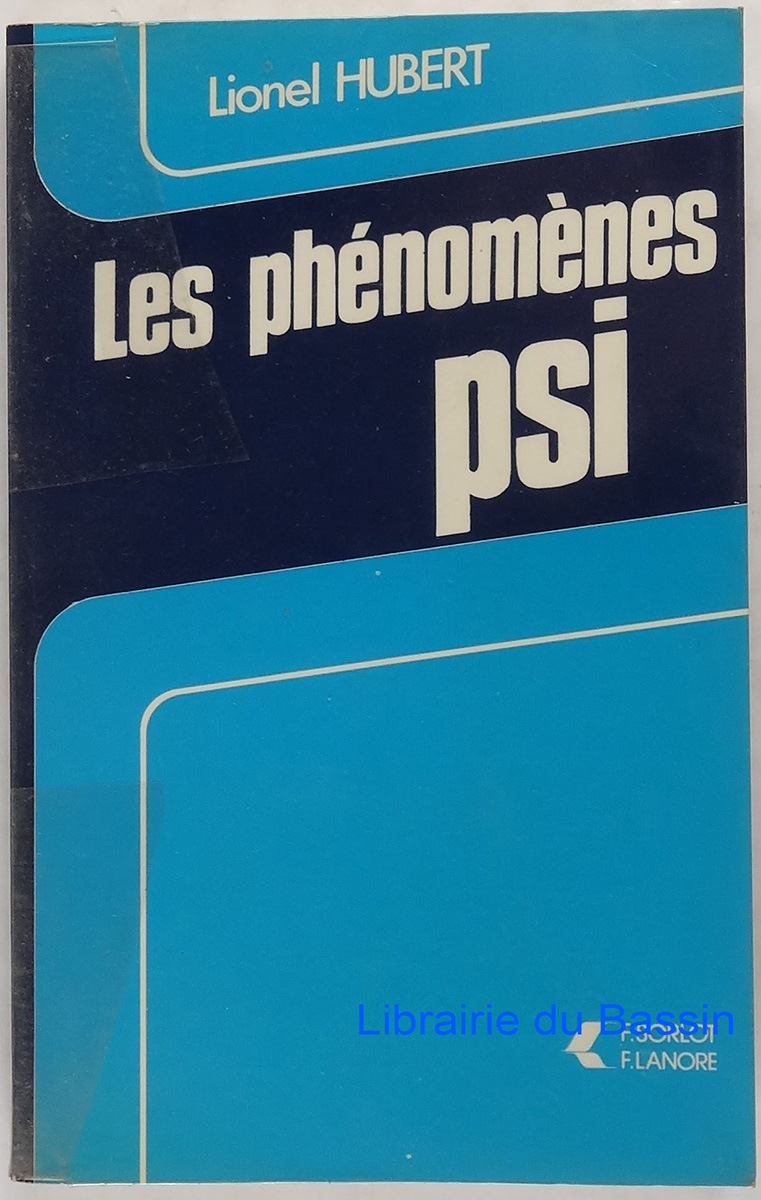 Lionel HUBERT
Les phénomènes
psi
Librairie du Bassin
F. SORLOT
F. LANORE